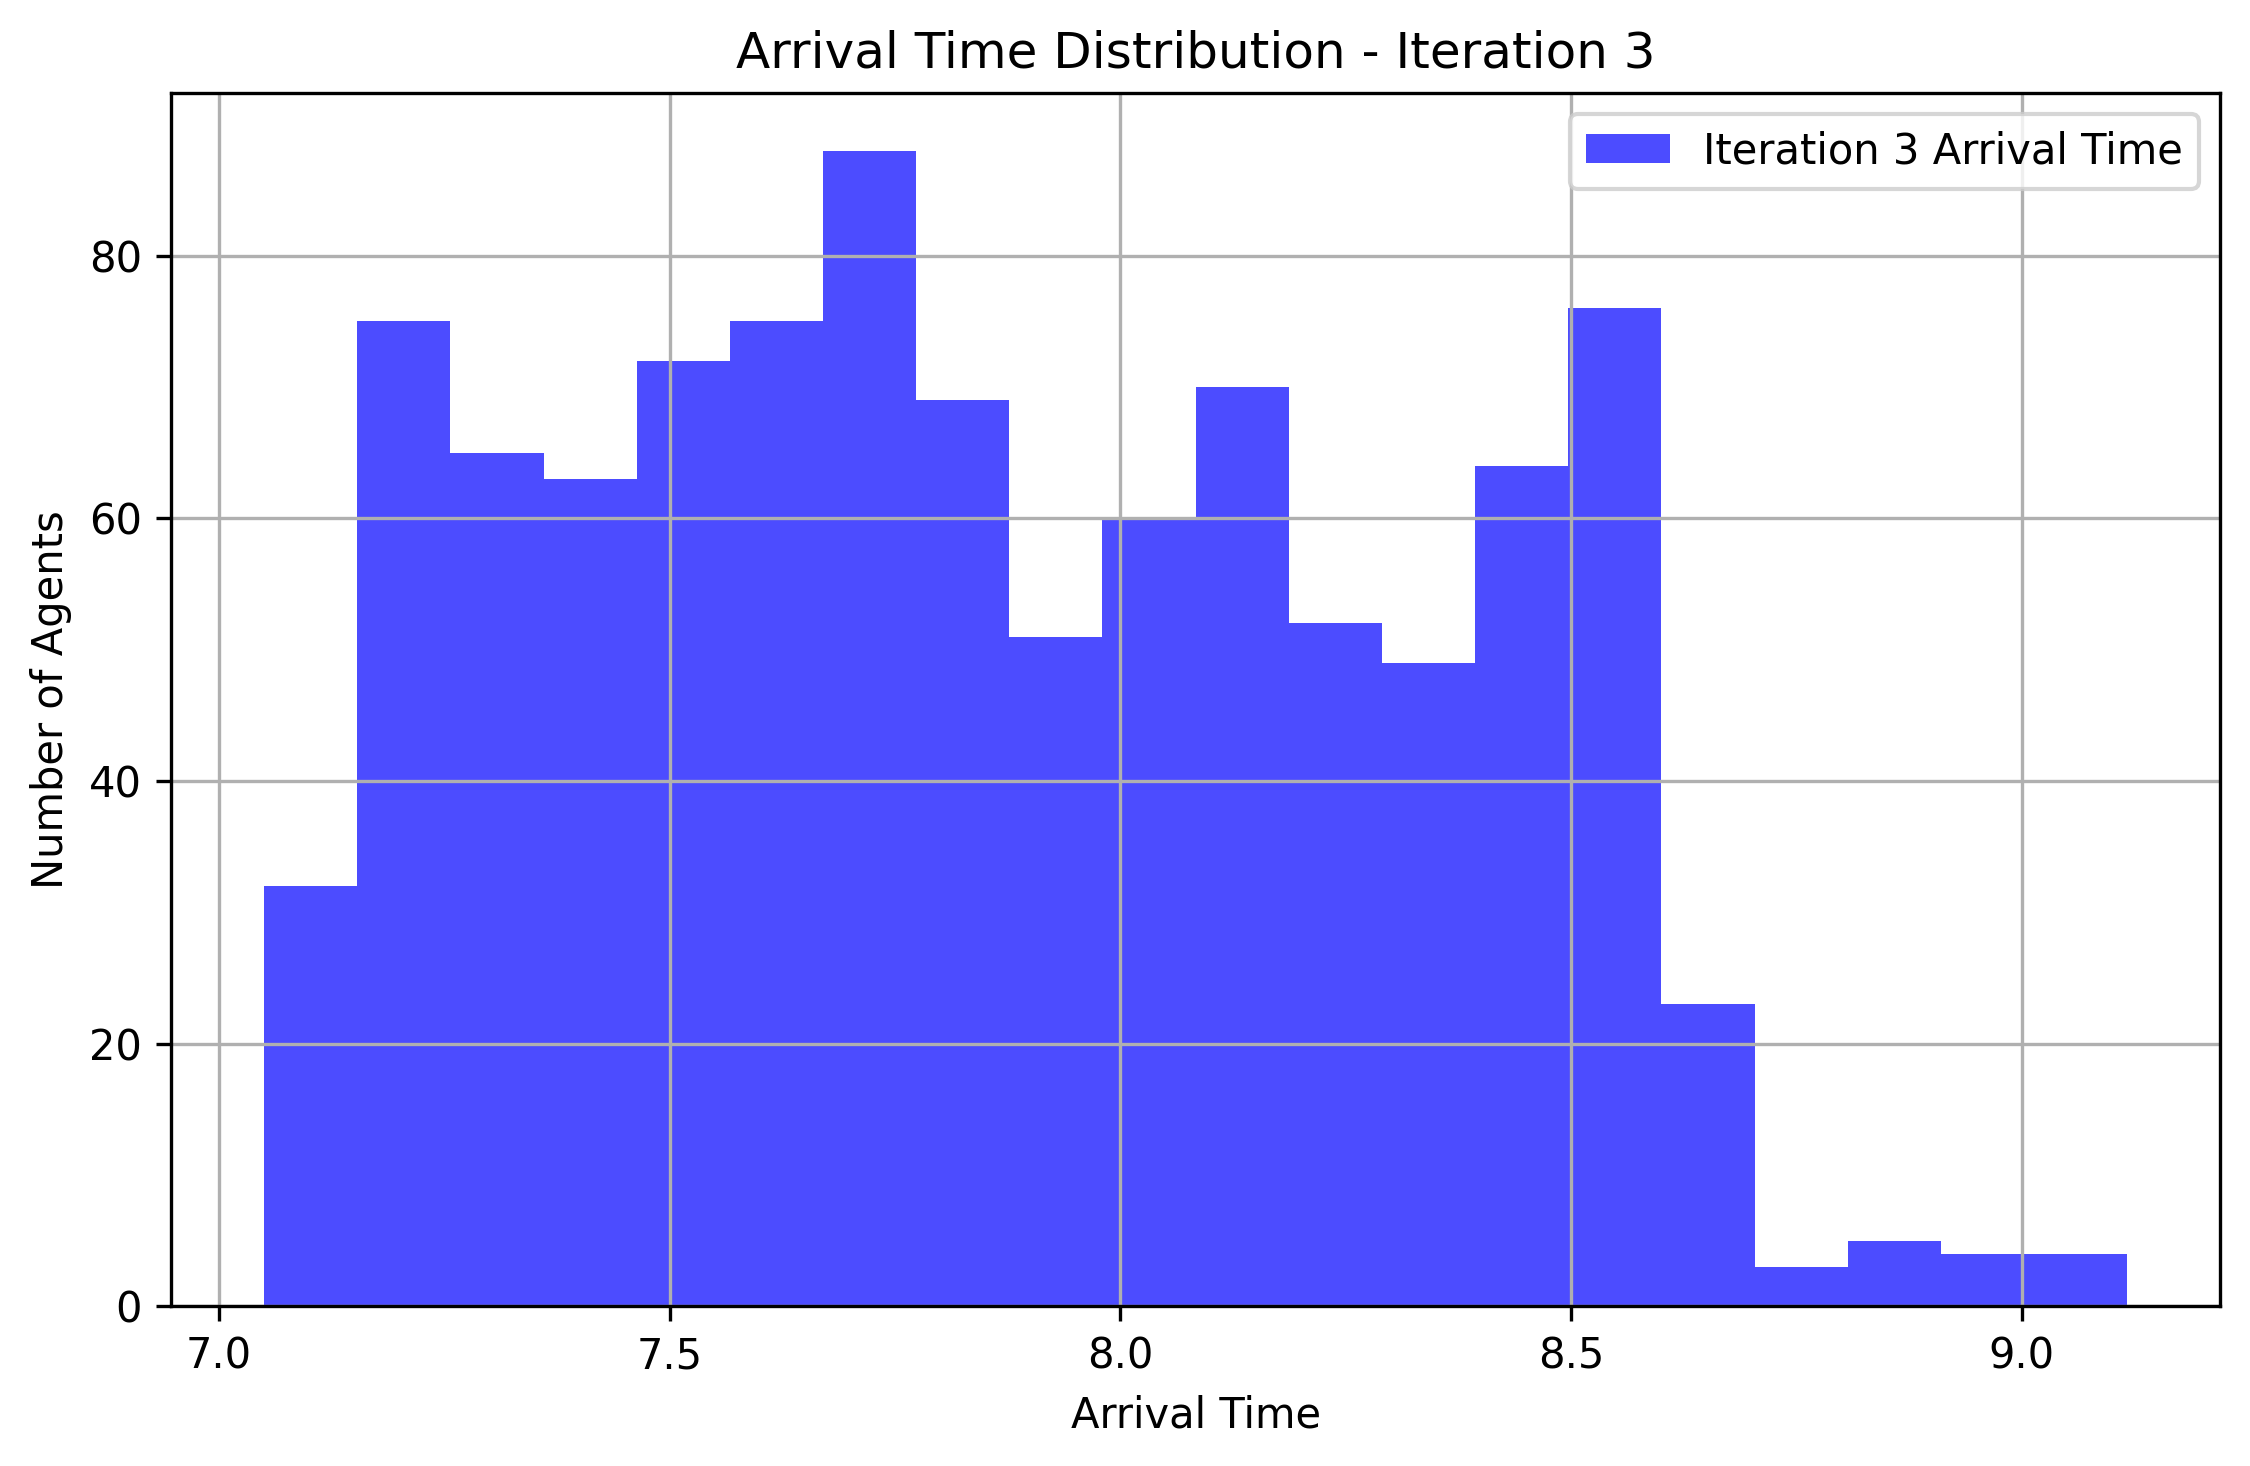 Arrival Time Distribution - Iteration 3
Iteration 3 Arrival Time
Number of Agents
80
60
40
20
0
7.0 7.5 8.0 8.5 9.0
Arrival Time